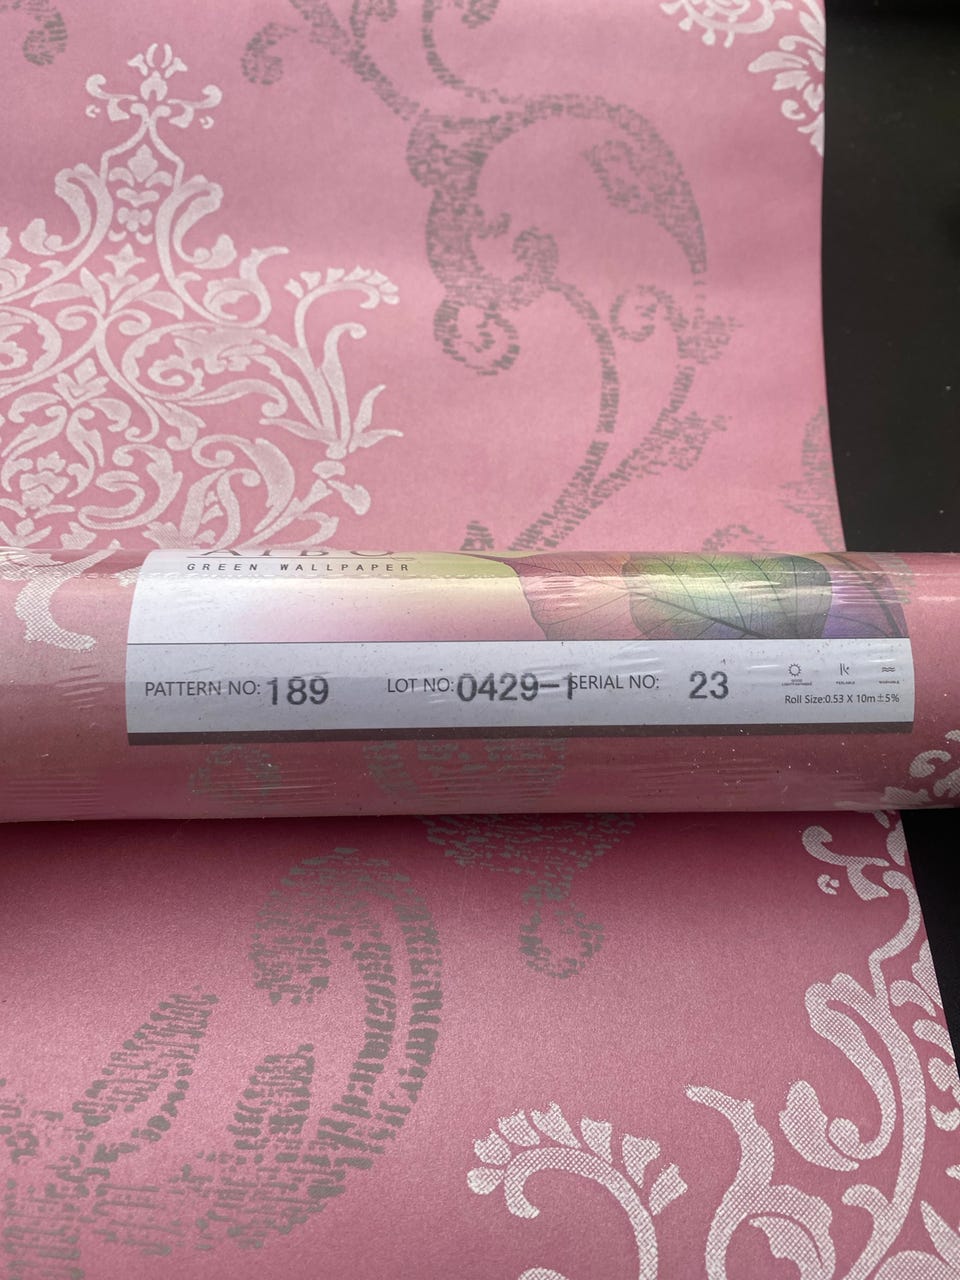 GREEN WALLPAPER
PATTERN NO: 189 LOT NO: 0429-1 SERIAL NO: 23
Roll Size:0.53 X 10m±5%